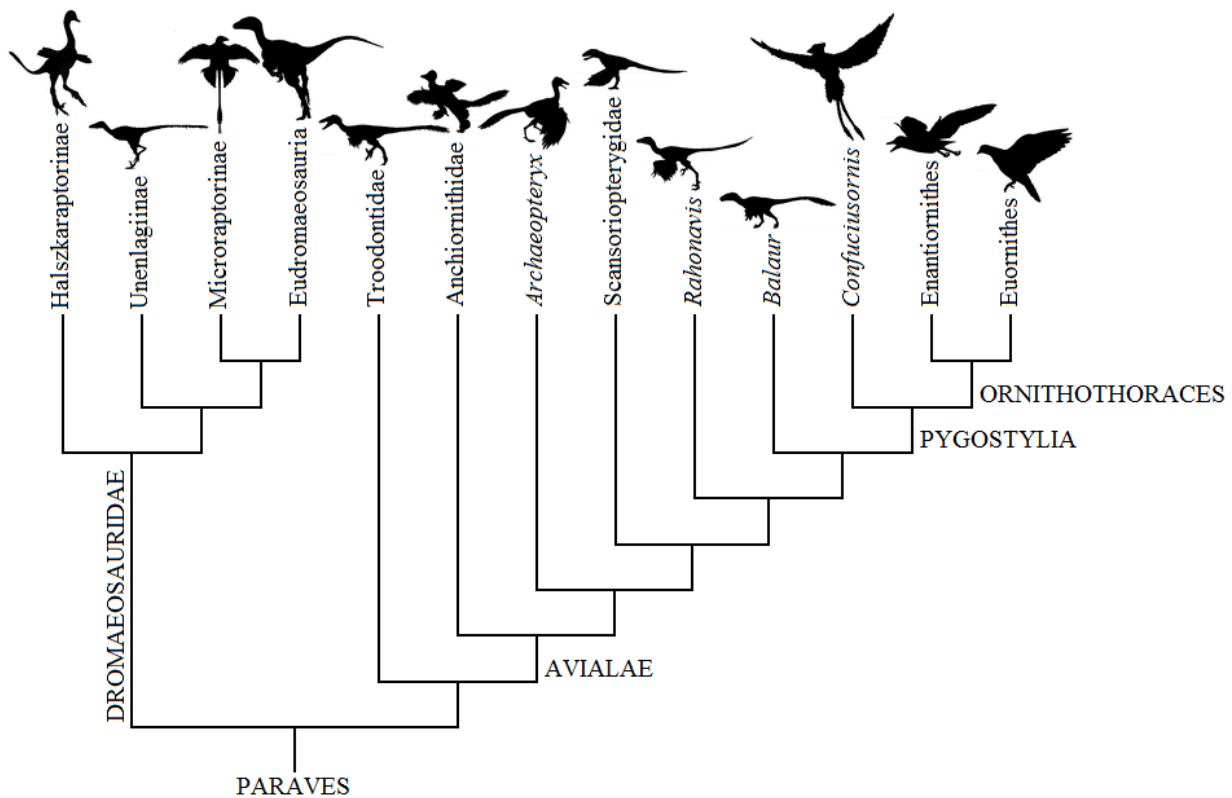 Halszkaraptorinae
Unenlagiinae
Microraptorinae
Eudromaeosauria
Troodontidae
Anchiornithidae
Archaeopteryx
Scansoriopterygidae
Rahonavis
Balaur
Confuciusornis
Enantiornithes
Euornithes
ORNITHOTHORACES
PYGOSTYLIA
DROMAEOSAURIDAE
AVIALAE
PARAVES